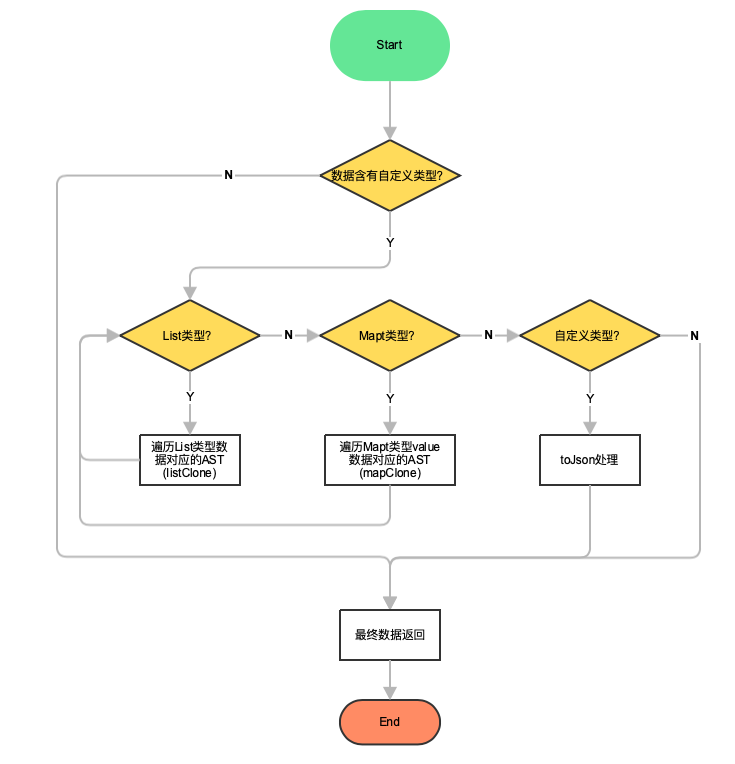 Start
N
数据含有自定义类型?
Y
List类型?
N
Mapt类型?
N
自定义类型?
N
Y
Y
Y
遍历List类型数
据对应的AST
(listClone)
遍历Mapt类型value
数据对应的AST
(mapClone)
toJson处理
最终数据返回
End